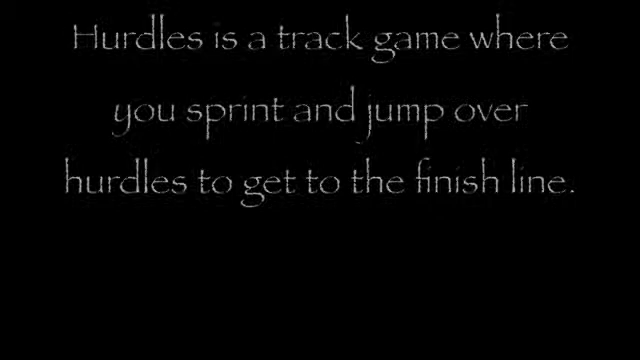 Hurdles is a track game where
you sprint and jump over
hurdles to get to the finish line.